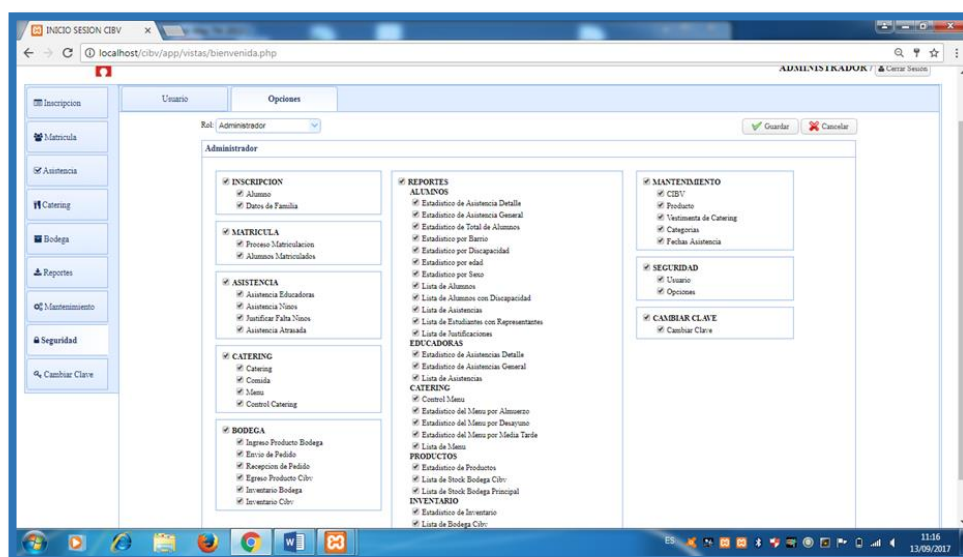 INICIO SESION CIBV
localhost/cibv/app/vistas/bienvenida.php
ADMINISTRADOR / Cerrar Sesión
Inscripcion
Matricula
Asistencia
Catering
Bodega
Reportes
Mantenimiento
Seguridad
Cambiar Clave
Usuario
Opciones
Rol: Administrador
Guardar
Cancelar
Administrador
INSCRIPCION
Alumno
Datos de Familia
MATRICULA
Proceso Matriculacion
Alumnos Matriculados
ASISTENCIA
Asistencia Educadoras
Asistencia Ninos
Justificar Falta Ninos
Asistencia Atrasada
CATERING
Catering
Comida
Menu
Control Catering
BODEGA
Ingreso Producto Bodega
Envio de Pedido
Recepcion de Pedido
Egreso Producto Cibv
Inventario Bodega
Inventario Cibv
REPORTES
ALUMNOS
Estadistico de Asistencia Detalle
Estadistico de Asistencia General
Estadistico de Total de Alumnos
Estadistico por Barrio
Estadistico por Discapacidad
Estadistico por edad
Estadistico por Sexo
Lista de Alumnos
Lista de Alumnos con Discapacidad
Lista de Asistencias
Lista de Estudiantes con Representantes
Lista de Justificaciones
EDUCADORAS
Estadistico de Asistencias Detalle
Estadistico de Asistencias General
Lista de Asistencias
CATERING
Control Menu
Estadistico del Menu por Almuerzo
Estadistico del Menu por Desayuno
Estadistico del Menu por Media Tarde
Lista de Menu
PRODUCTOS
Estadistico de Productos
Lista de Stock Bodega Cibv
Lista de Stock Bodega Principal
INVENTARIO
Estadistico de Inventario
Lista de Bodega Cibv
MANTENIMIENTO
CIBV
Producto
Vestimenta de Catering
Categorias
Fechas Asistencia
SEGURIDAD
Usuario
Opciones
CAMBIAR CLAVE
Cambiar Clave
ES
11:16
13/09/2017